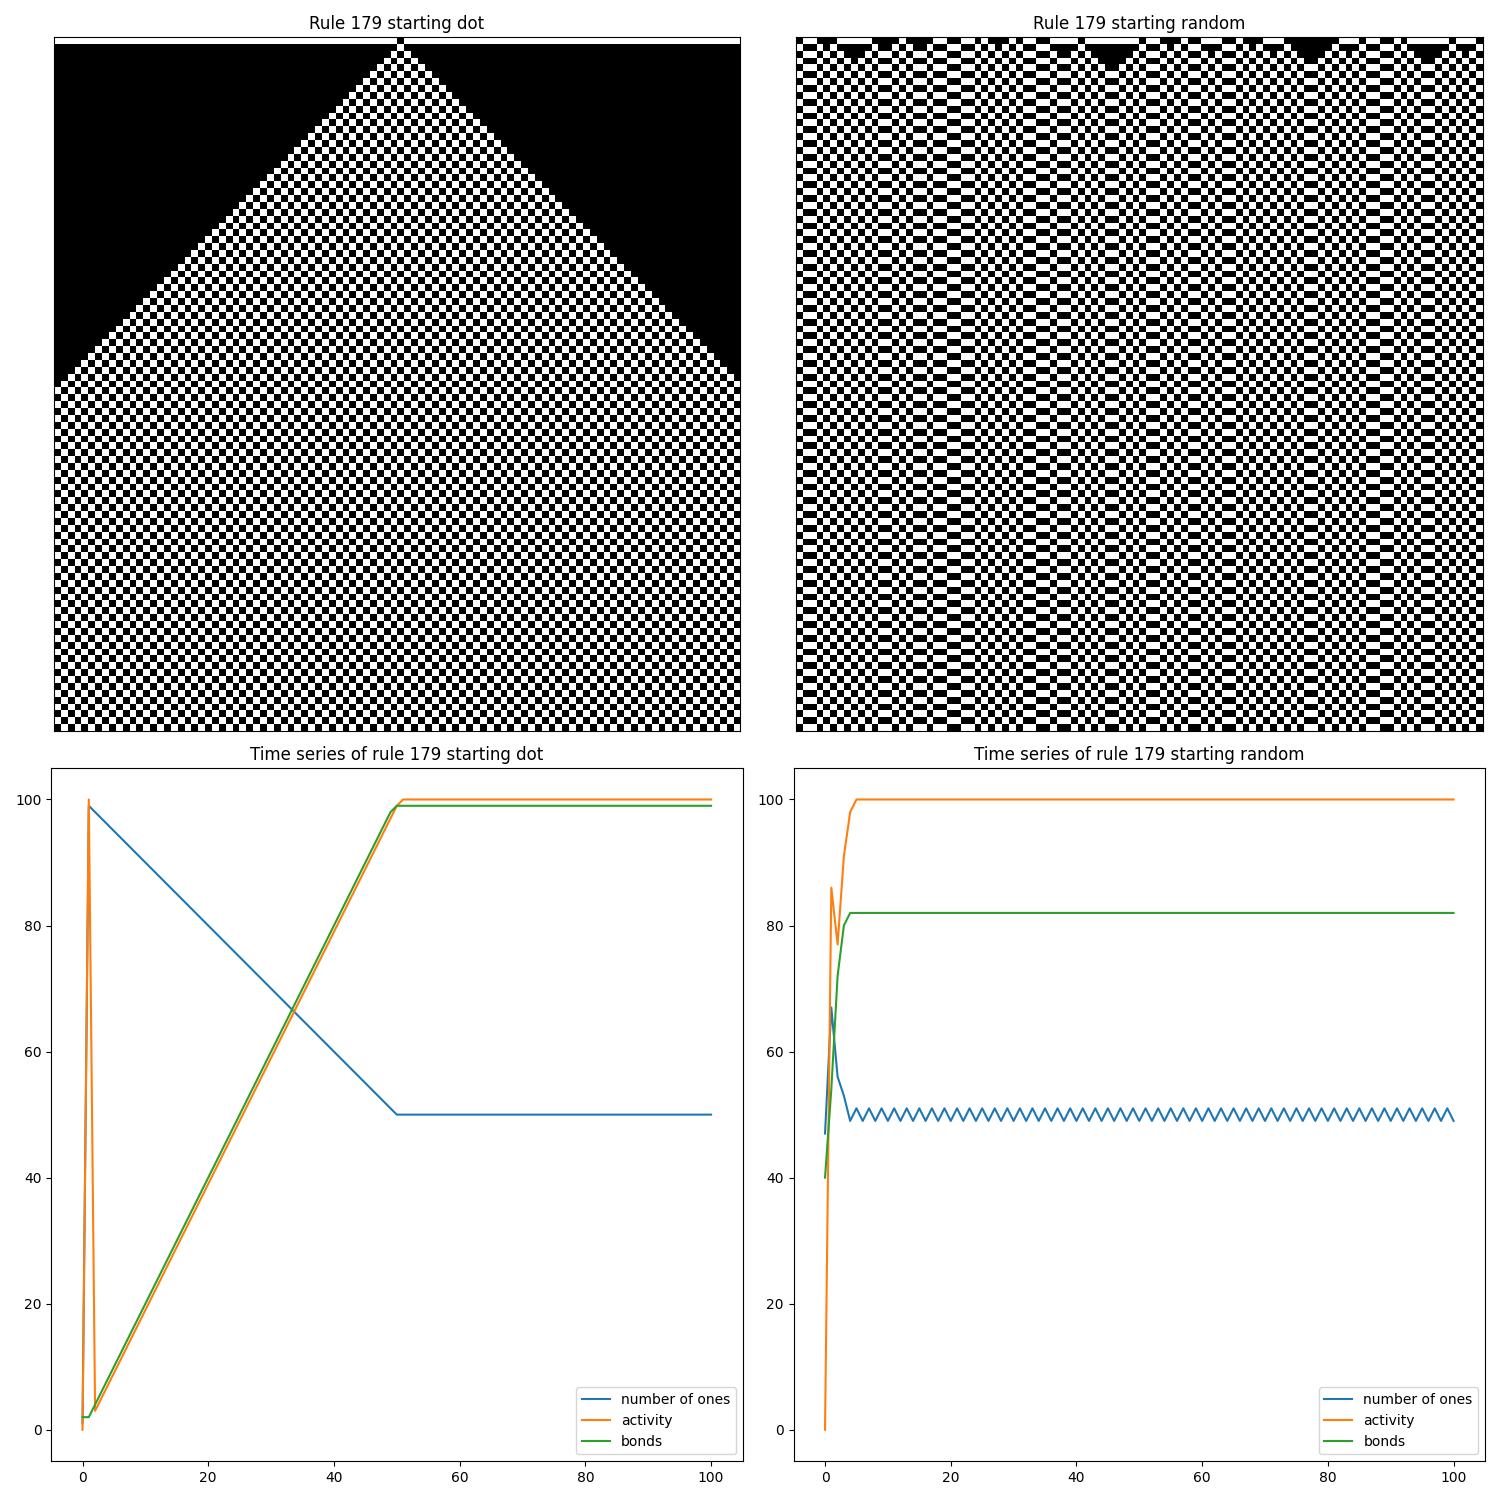 Rule 179 starting dot
Rule 179 starting random
Time series of rule 179 starting dot
100
80
60
40
20
0
0 20 40 60 80 100
number of ones
activity
bonds
Time series of rule 179 starting random
100
80
60
40
20
0
0 20 40 60 80 100
number of ones
activity
bonds